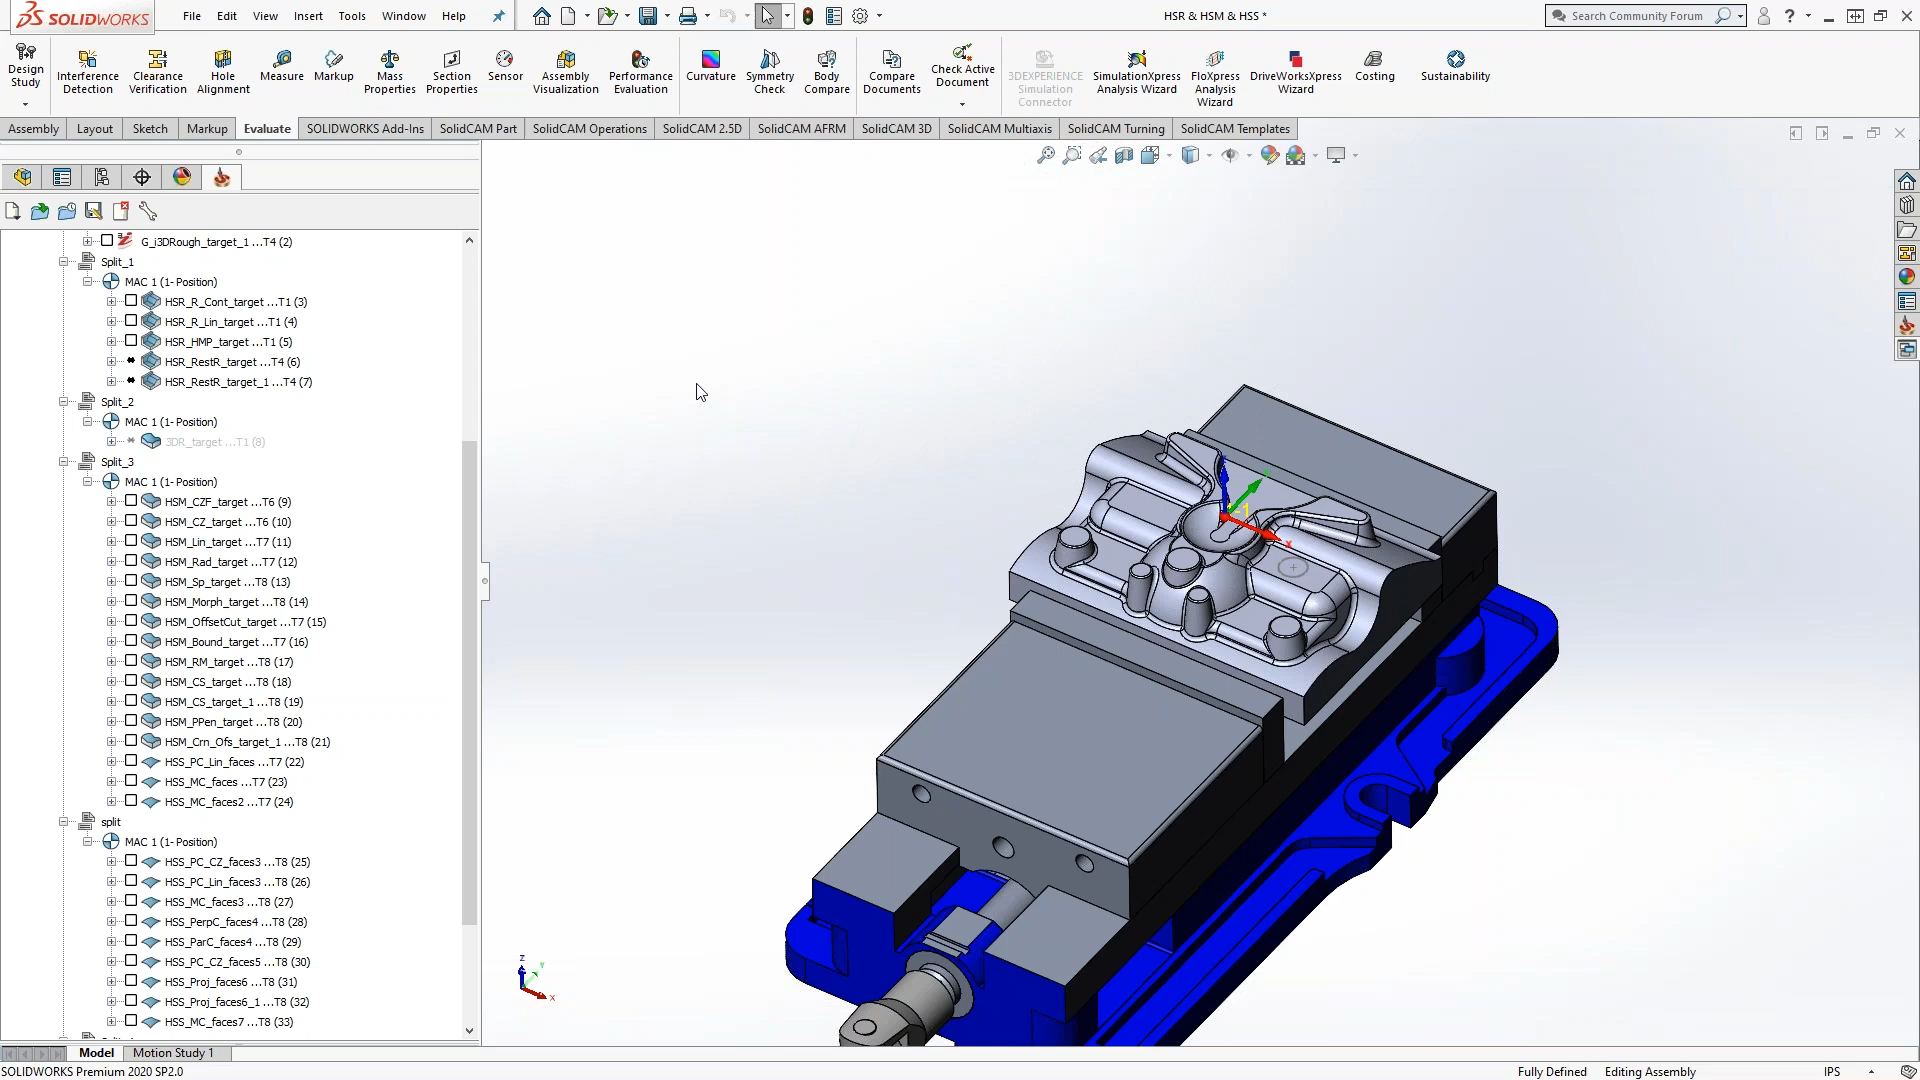 SOLIDWORKS
File Edit View Insert Tools Window Help
HSR & HSM & HSS *
Search Community Forum
Design Study
Interference Detection
Clearance Verification
Hole Alignment
Measure
Markup
Mass Properties
Section Properties
Sensor
Assembly Visualization
Performance Evaluation
Curvature
Symmetry Check
Body Compare
Compare Documents
Check Active Document
3DEXPERIENCE Simulation Connector
SimulationXpress Analysis Wizard
FloXpress Analysis Wizard
DriveWorksXpress Wizard
Costing
Sustainability
Assembly Layout Sketch Markup Evaluate SOLIDWORKS Add-Ins SolidCAM Part SolidCAM Operations SolidCAM 2.5D SolidCAM AFRM SolidCAM 3D SolidCAM Multiaxis SolidCAM Turning SolidCAM Templates
G_i3DRough_target_1 ...T4 (2)
Split_1
MAC 1 (1- Position)
HSR_R_Cont_target ...T1 (3)
HSR_R_Lin_target ...T1 (4)
HSR_HMP_target ...T1 (5)
HSR_RestR_target ...T4 (6)
HSR_RestR_target_1 ...T4 (7)
Split_2
MAC 1 (1- Position)
3DR_target ...T1 (8)
Split_3
MAC 1 (1- Position)
HSM_CZF_target ...T6 (9)
HSM_CZ_target ...T6 (10)
HSM_Lin_target ...T7 (11)
HSM_Rad_target ...T7 (12)
HSM_Sp_target ...T8 (13)
HSM_Morph_target ...T8 (14)
HSM_OffsetCut_target ...T7 (15)
HSM_Bound_target ...T7 (16)
HSM_RM_target ...T8 (17)
HSM_CS_target ...T8 (18)
HSM_CS_target_1 ...T8 (19)
HSM_PPen_target ...T8 (20)
HSM_Crn_Ofs_target_1 ...T8 (21)
HSS_PC_Lin_faces ...T7 (22)
HSS_MC_faces ...T7 (23)
HSS_MC_faces2 ...T7 (24)
split
MAC 1 (1- Position)
HSS_PC_CZ_faces3 ...T8 (25)
HSS_PC_Lin_faces3 ...T8 (26)
HSS_MC_faces3 ...T8 (27)
HSS_PerpC_faces4 ...T8 (28)
HSS_ParC_faces4 ...T8 (29)
HSS_PC_CZ_faces5 ...T8 (30)
HSS_Proj_faces6 ...T8 (31)
HSS_Proj_faces6_1 ...T8 (32)
HSS_MC_faces7 ...T8 (33)
Z Y X
Model Motion Study 1
SOLIDWORKS Premium 2020 SP2.0
Fully Defined Editing Assembly IPS